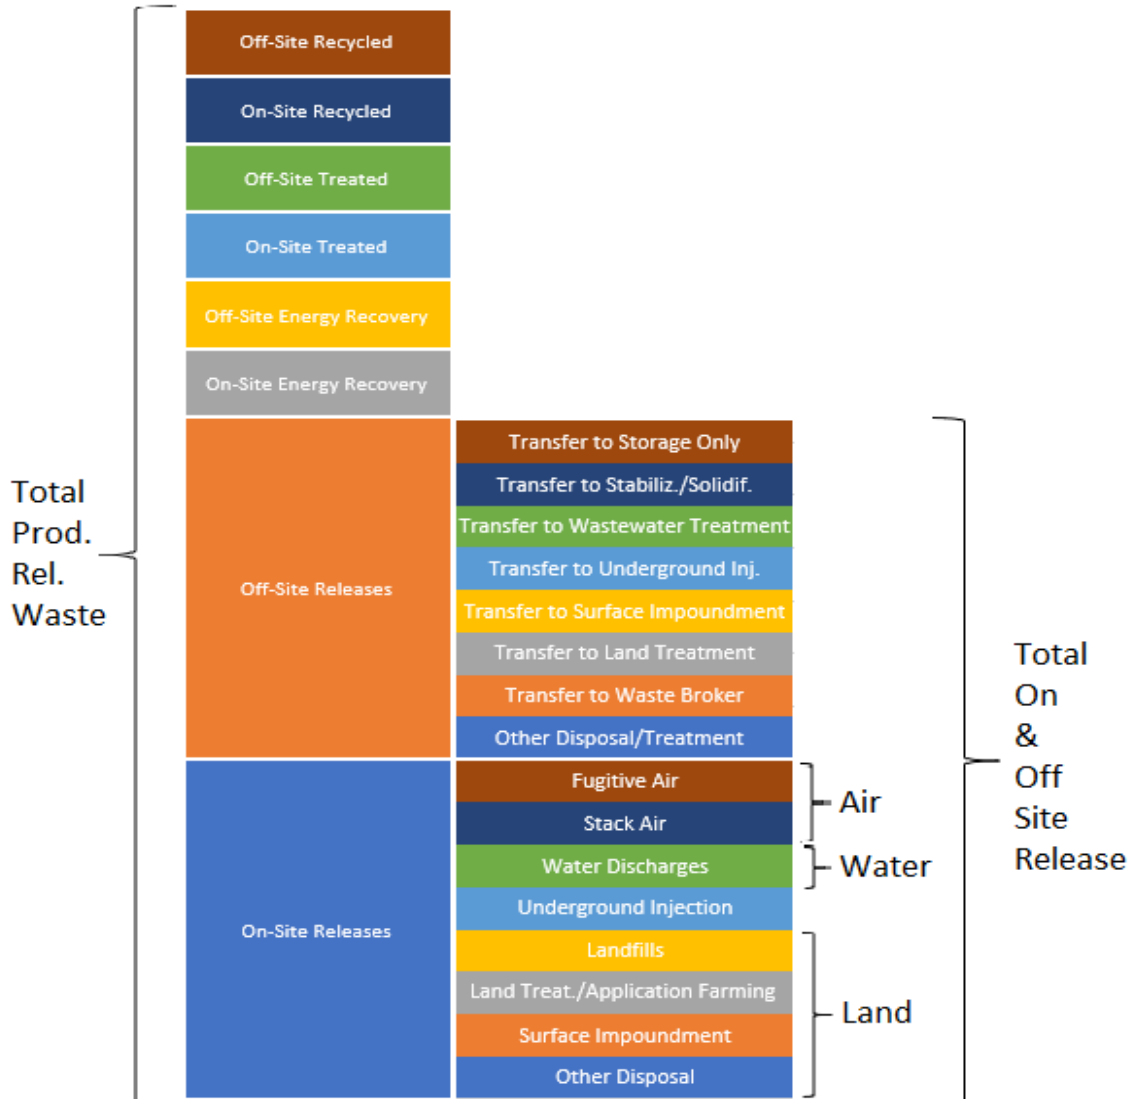 Off-Site Recycled
On-Site Recycled
Off-Site Treated
On-Site Treated
Off-Site Energy Recovery
On-Site Energy Recovery
Total
Prod.
Rel.
Waste
Off-Site Releases
Transfer to Storage Only
Transfer to Stabiliz./Solidif.
Transfer to Wastewater Treatment
Transfer to Underground Inj.
Transfer to Surface Impoundment
Transfer to Land Treatment
Transfer to Waste Broker
Other Disposal/Treatment
On-Site Releases
Fugitive Air
Stack Air
Water Discharges
Underground Injection
Landfills
Land Treat./Application Farming
Surface Impoundment
Other Disposal
Air
Water
Land
Total
On
&
Off
Site
Release